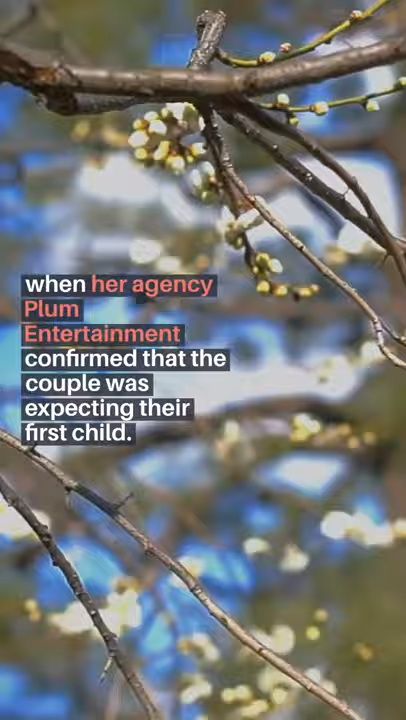 when her agency
Plum
Entertainment
confirmed that the
couple was
expecting their
first child.